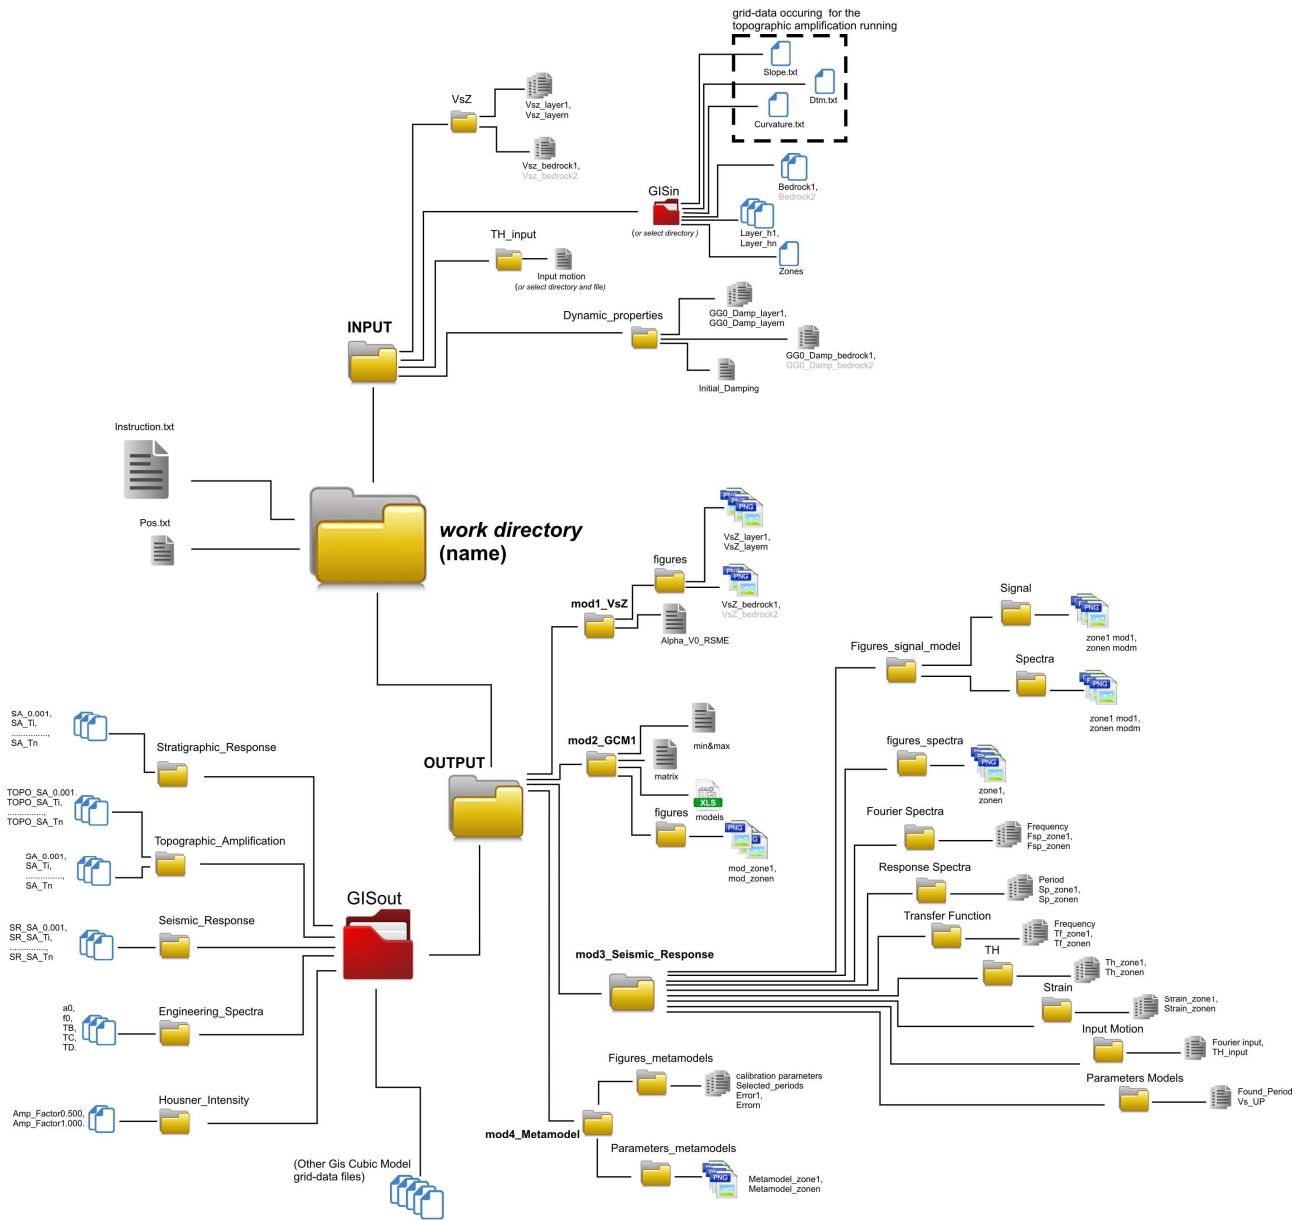 grid-data occuring for the
topographic amplification running
Slope.txt
Dtm.txt
Curvature.txt
VsZ
Vsz_layer1,
Vsz_layern
Vsz_bedrock1,
Vsz_bedrock2
GISin
(or select directory )
Bedrock1,
Bedrock2
Layer_h1,
Layer_hn
Zones
TH_input
Input motion
(or select directory and file)
Dynamic_properties
GG0_Damp_layer1,
GG0_Damp_layern
GG0_Damp_bedrock1,
GG0_Damp_bedrock2
Initial_Damping
INPUT
Instruction.txt
Pos.txt
work directory
(name)
figures
PNG
VsZ_layer1,
VsZ_layern
PNG
VsZ_bedrock1,
VsZ_bedrock2
mod1_VsZ
Alpha_V0_RSME
Signal
PNG
zone1 mod1,
zonen modm
Figures_signal_model
Spectra
PNG
zone1 mod1,
zonen modm
OUTPUT
mod2_GCM1
min&max
matrix
XLS
models
figures
PNG
mod_zone1,
mod_zonen
figures_spectra
PNG
zone1,
zonen
Fourier Spectra
Frequency
Fsp_zone1,
Fsp_zonen
Response Spectra
Period
Sp_zone1,
Sp_zonen
Transfer Function
Frequency
Tf_zone1,
Tf_zonen
TH
Th_zone1,
Th_zonen
Strain
Strain_zone1,
Strain_zonen
Input Motion
Fourier input,
TH_input
Parameters Models
Found_Period
Vs_UP
mod3_Seismic_Response
SA_0.001,
SA_Ti,
...............,
SA_Tn
Stratigraphic_Response
TOPO_SA_0.001.
TOPO_SA_Ti,
...............,
TOPO_SA_Tn
Topographic_Amplification
SA_Ti,
...............,
SA_Tn
GISout
SR_SA_0.001,
SR_SA_Ti,
...............,
SR_SA_Tn
Seismic_Response
a0,
f0,
TB,
TC,
TD.
Engineering_Spectra
Housner_Intensity
Amp_Factor0.500,
Amp_Factor1.000.
(Other Gis Cubic Model
grid-data files)
Figures_metamodels
calibration parameters
Selected_periods
Error1,
Errorn
mod4_Metamodel
Parameters_metamodels
PNG
Metamodel_zone1,
Metamodel_zonen